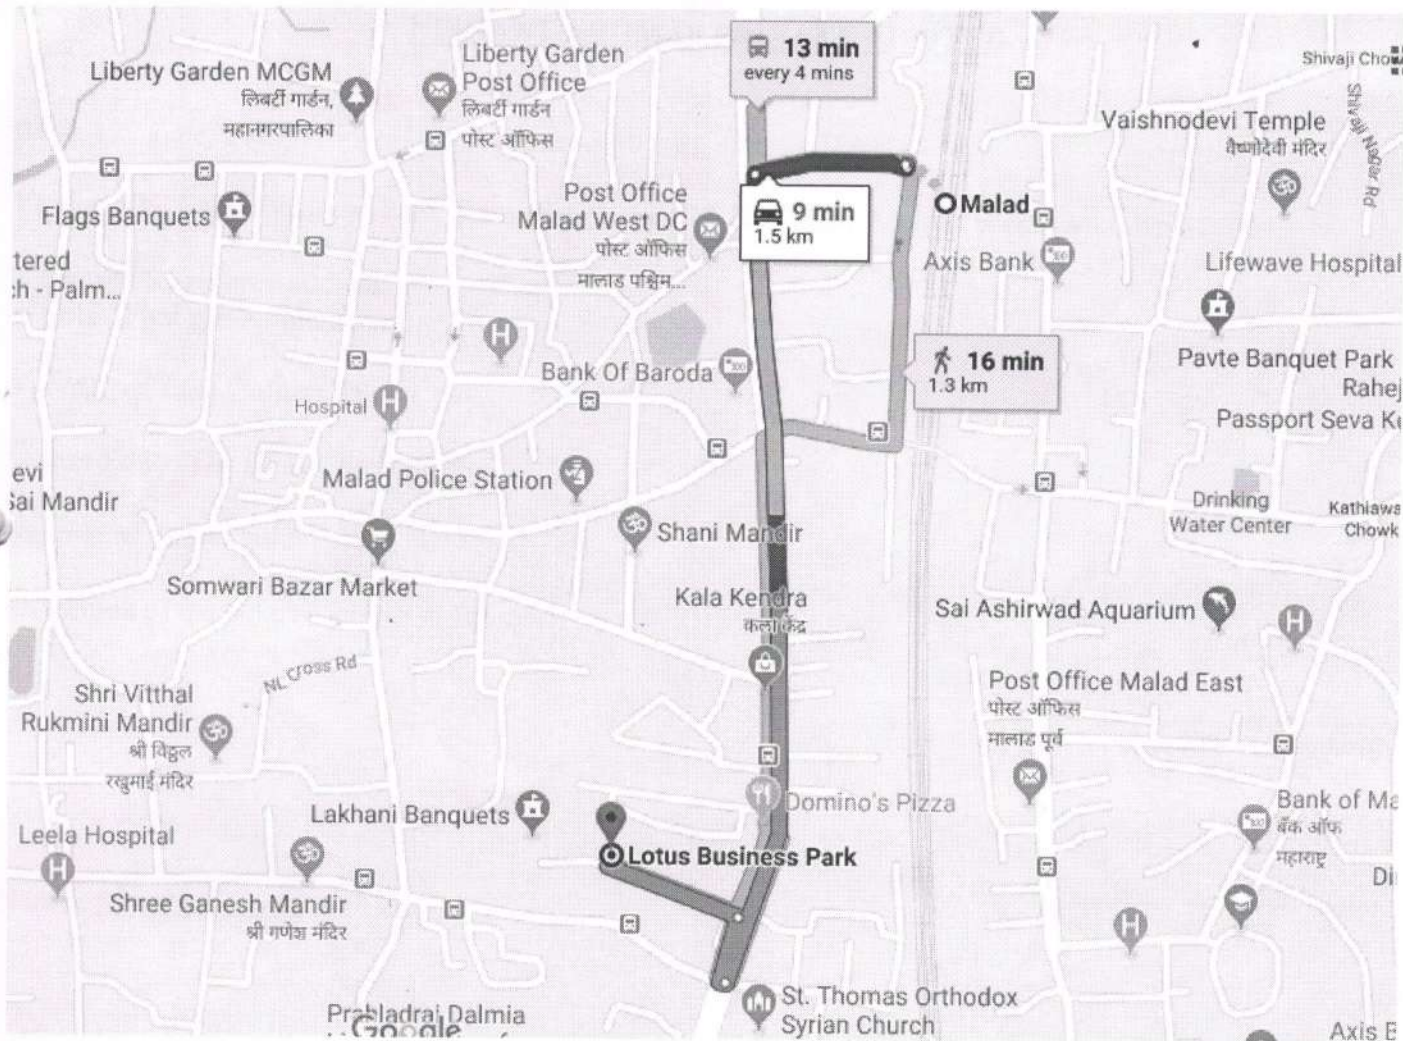 13 min
every 4 mins
Liberty Garden MCGM
लिबर्टी गार्डन,
महानगरपालिका
Liberty Garden
Post Office
लिबर्टी गार्डन
पोस्ट ऑफिस
Shivaji Nagar Rd
Vaishnodevi Temple
वैष्णोदेवी मंदिर
Flags Banquets
Post Office
Malad West DC
पोस्ट ऑफिस
मालाड पश्चिम...
9 min
1.5 km
Malad
Axis Bank
Lifewave Hospital
tered
ch - Palm...
Bank Of Baroda
16 min
1.3 km
Pavte Banquet Park
Rahej
Passport Seva Ke
Hospital
evi
Sai Mandir
Malad Police Station
Shani Mandir
Drinking
Water Center
Kathiawa
Chowk
Somwari Bazar Market
Kala Kendra
कला केंद्र
Sai Ashirwad Aquarium
NL Cross Rd
Shri Vitthal
Rukmini Mandir
श्री विठ्ठल
रखुमाई मंदिर
Post Office Malad East
पोस्ट ऑफिस
मालाड पूर्व
Domino's Pizza
Lakhani Banquets
Leela Hospital
Lotus Business Park
Bank of Ma
बँक ऑफ
महाराष्ट्र
Di
Shree Ganesh Mandir
श्री गणेश मंदिर
St. Thomas Orthodox
Syrian Church
Prahladrai Dalmia
Google
Axis B